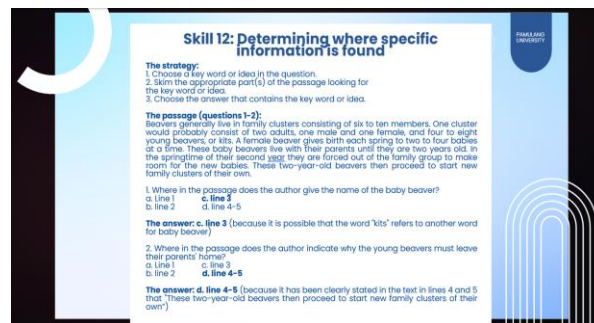 Skill 12: Determining where specific
information is found
PAMULANG
UNIVERSITY
The strategy:
1. Choose a key word or idea in the question.
2. Skim the appropriate part(s) of the passage looking for
the key word or idea.
3. Choose the answer that contains the key word or idea.
The passage (questions 1-2):
Beavers generally live in family clusters consisting of six to ten members. One cluster
would probably consist of two adults, one male and one female, and four to eight
young beavers, or kits. A female beaver gives birth each spring to two to four babies
at a time. These baby beavers live with their parents until they are two years old. In
the springtime of their second year they are forced out of the family group to make
room for the new babies. These two-year-old beavers then proceed to start new
family clusters of their own.
1. Where in the passage does the author give the name of the baby beaver?
a. Line 1 c. line 3
b. line 2 d. line 4-5
The answer: c. line 3 (because it is possible that the word "kits" refers to another word
for baby beaver)
2. Where in the passage does the author indicate why the young beavers must leave
their parents' home?
a. Line 1 c. line 3
b. line 2 d. line 4-5
The answer: d. line 4-5 (because it has been clearly stated in the text in lines 4 and 5
that "These two-year-old beavers then proceed to start new family clusters of their
own")